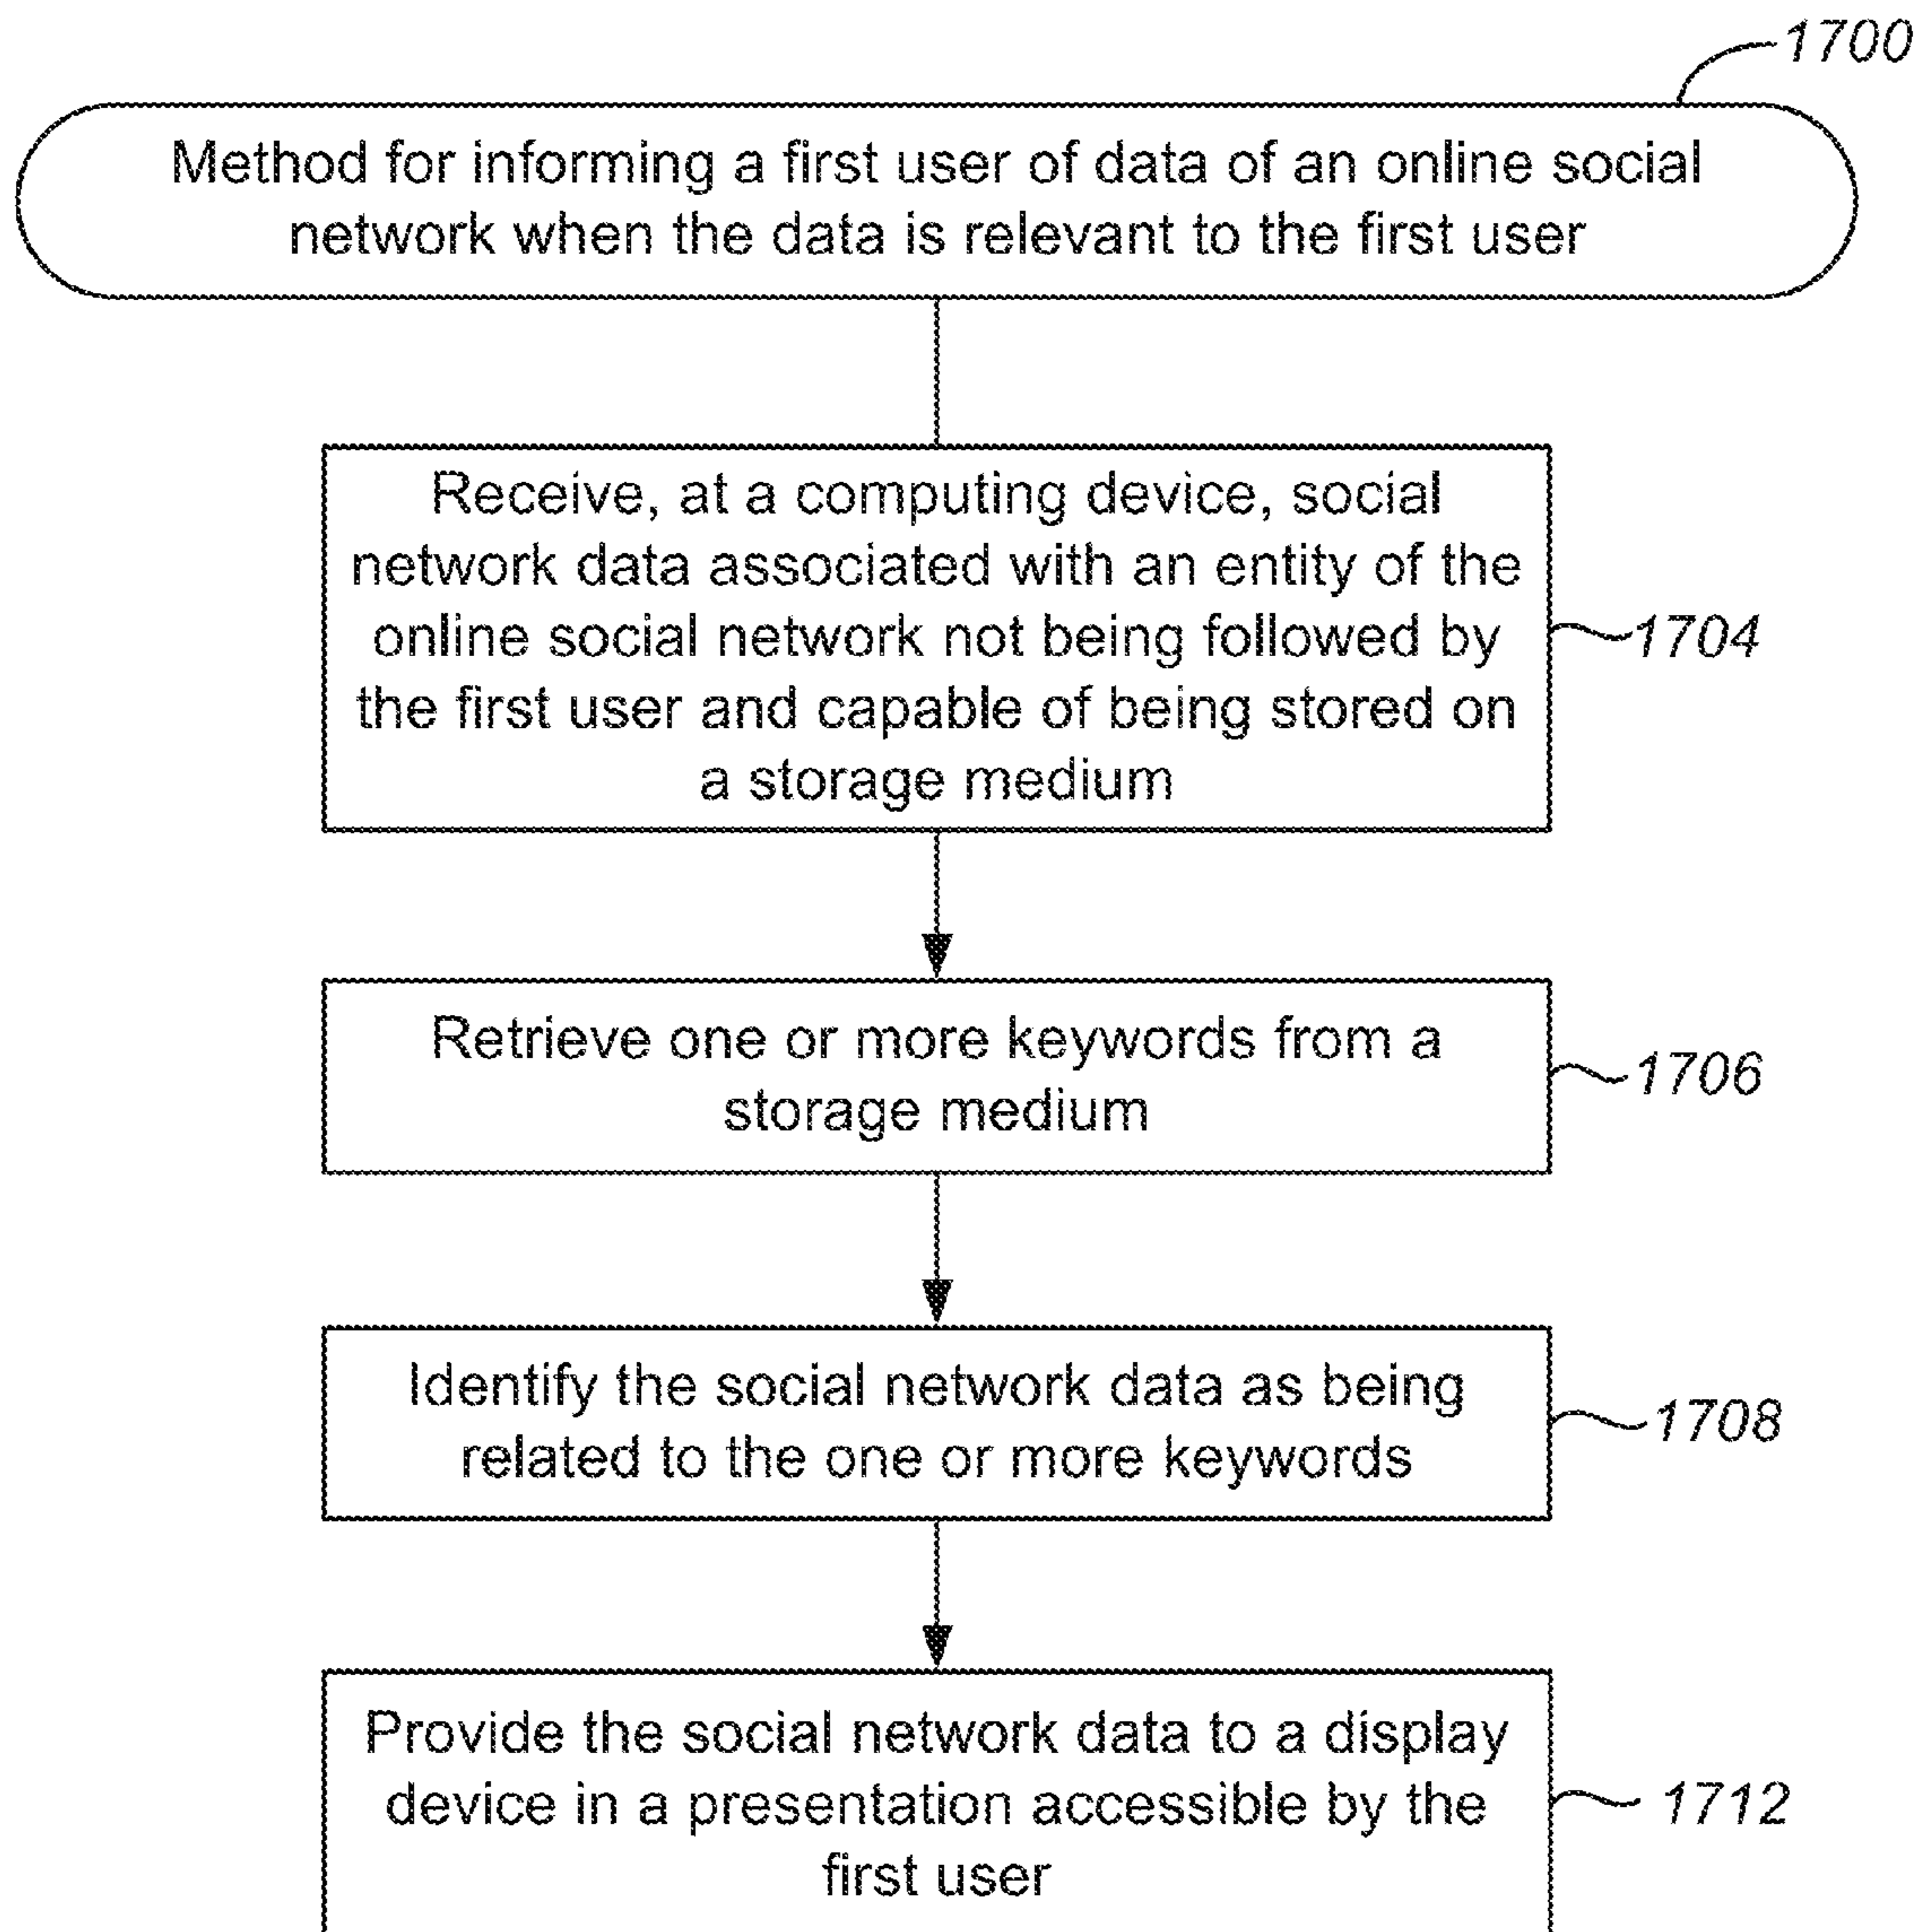 1700
Method for informing a first user of data of an online social
network when the data is relevant to the first user
Receive, at a computing device, social
network data associated with an entity of the
online social network not being followed by
the first user and capable of being stored on
a storage medium
1704
Retrieve one or more keywords from a
storage medium
1706
Identify the social network data as being
related to the one or more keywords
1708
Provide the social network data to a display
device in a presentation accessible by the
first user
1712